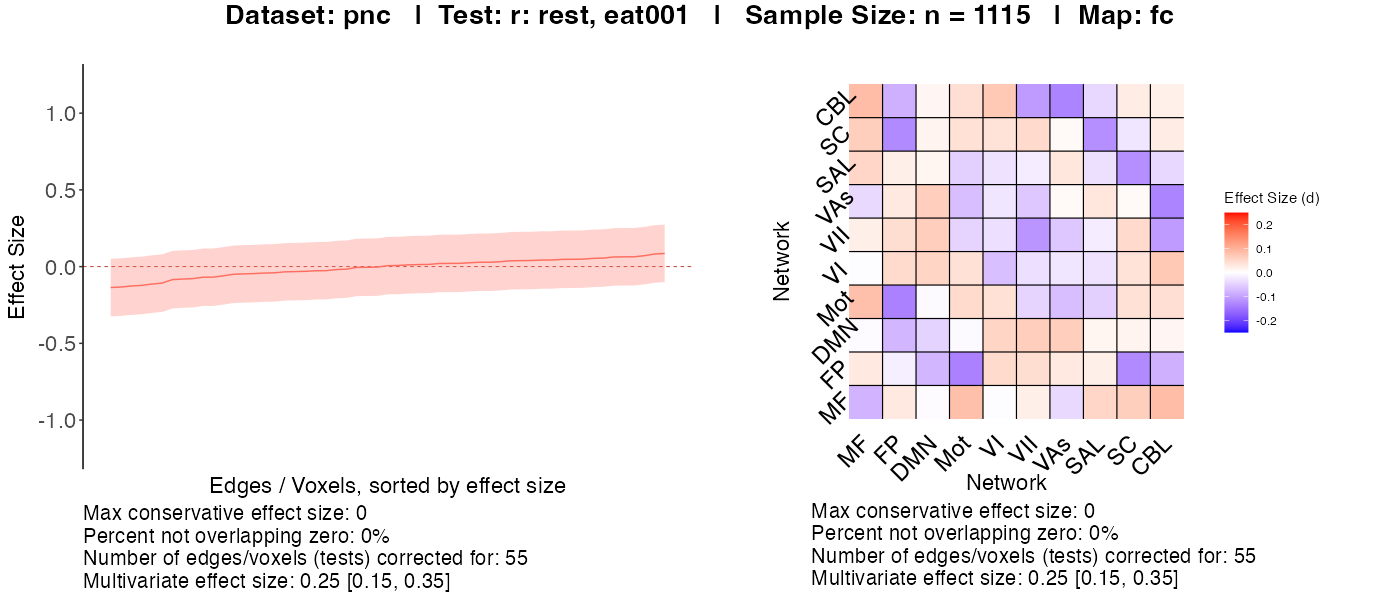 Dataset: pnc | Test: r: rest, eat001 | Sample Size: n = 1115 | Map: fc
Effect Size
1.0
0.5
0.0
-0.5
-1.0
Edges / Voxels, sorted by effect size
Max conservative effect size: 0
Percent not overlapping zero: 0%
Number of edges/voxels (tests) corrected for: 55
Multivariate effect size: 0.25 [0.15, 0.35]
Network
CBL
SC
SAL
VAs
VII
VI
Mot
DMN
FP
MF
MF
FP
DMN
Mot
VI
VII
VAs
SAL
SC
CBL
Network
Effect Size (d)
0.2
0.1
0.0
-0.1
-0.2
Max conservative effect size: 0
Percent not overlapping zero: 0%
Number of edges/voxels (tests) corrected for: 55
Multivariate effect size: 0.25 [0.15, 0.35]